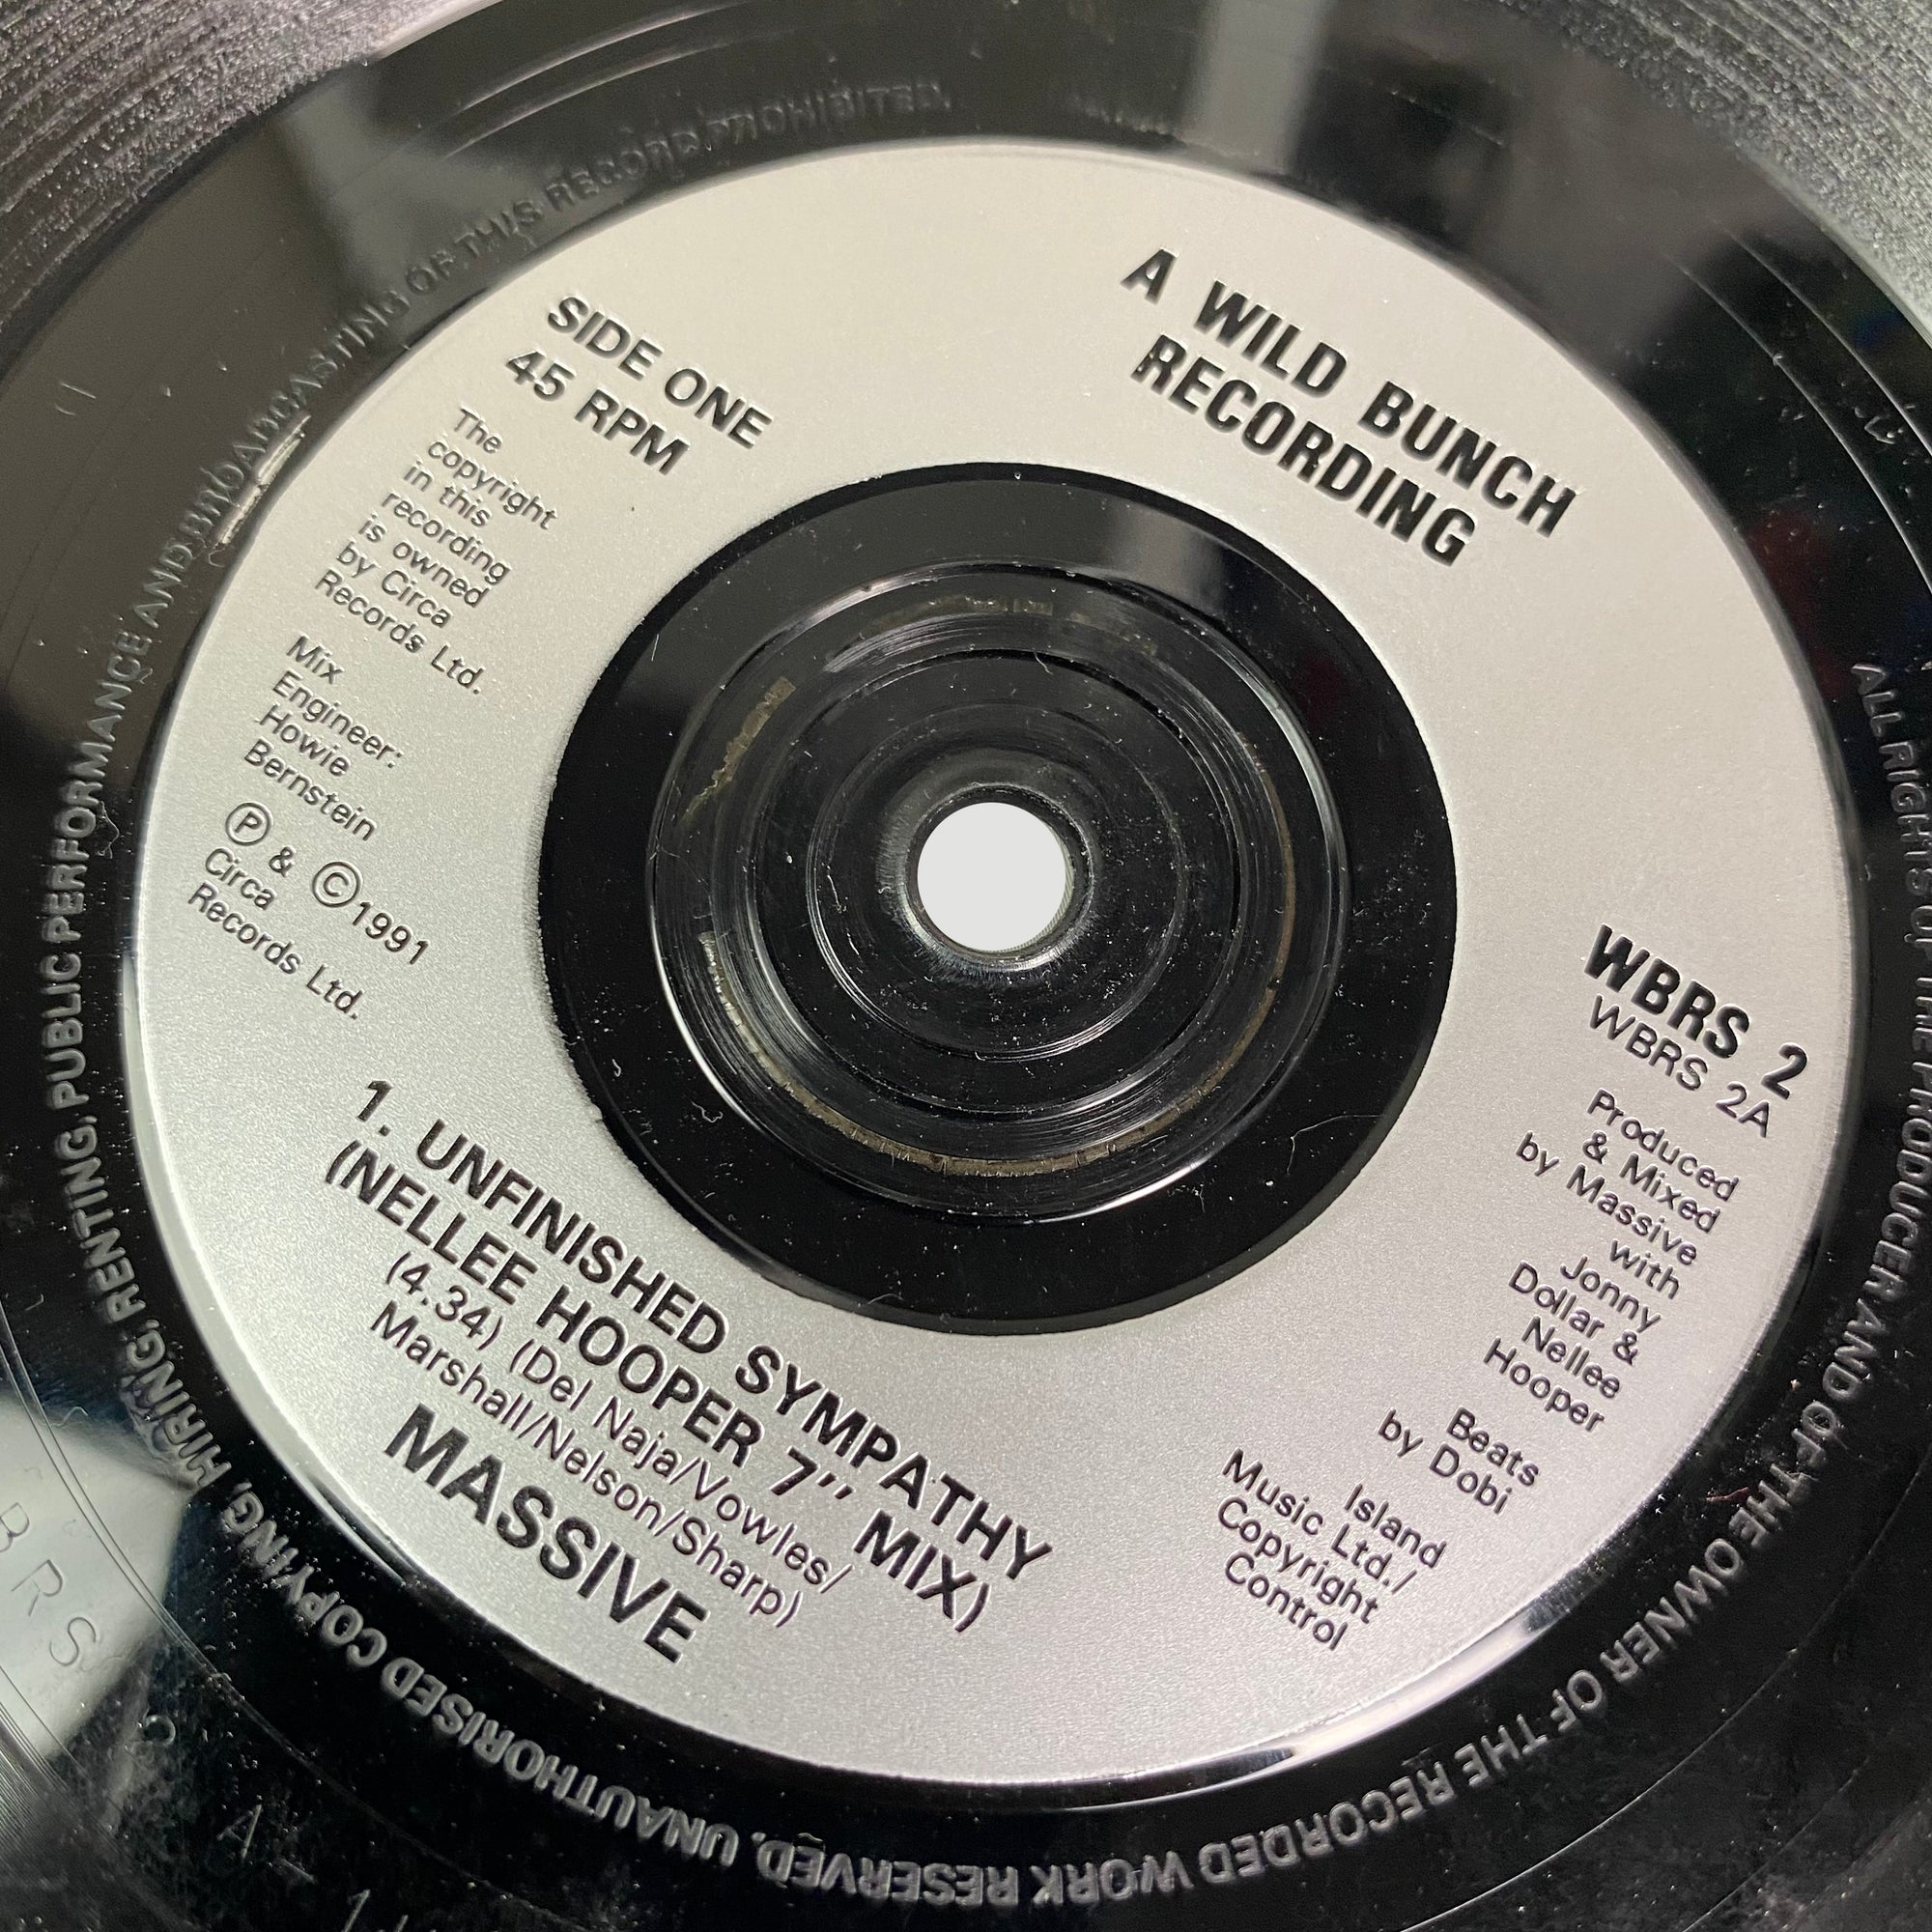 A WILD BUNCH
RECORDING
SIDE ONE
45 RPM
The
copyright
in this
recording
is owned
by Circa
Records Ltd.
Mix
Engineer:
Howie
Bernstein
Ⓟ & ©1991
Circa
Records Ltd.
WBRS 2
WBRS 2A
Produced
& Mixed
by Massive
with
Jonny
Dollar &
Nellee
Hooper
Beats
by Dobi
Island
Music Ltd./
Copyright
Control
1. UNFINISHED SYMPATHY
(NELLEE HOOPER 7'' MIX)
(4.34) (Del Naja/Vowles/
Marshall/Nelson/Sharp)
MASSIVE
ALL RIGHTS OF THE PRODUCER AND OF THE OWNER OF THE RECORDED WORK RESERVED. UNAUTHORISED COPYING, HIRING, RENTING, PUBLIC PERFORMANCE AND BROADCASTING OF THIS RECORD PROHIBITED.
BRS